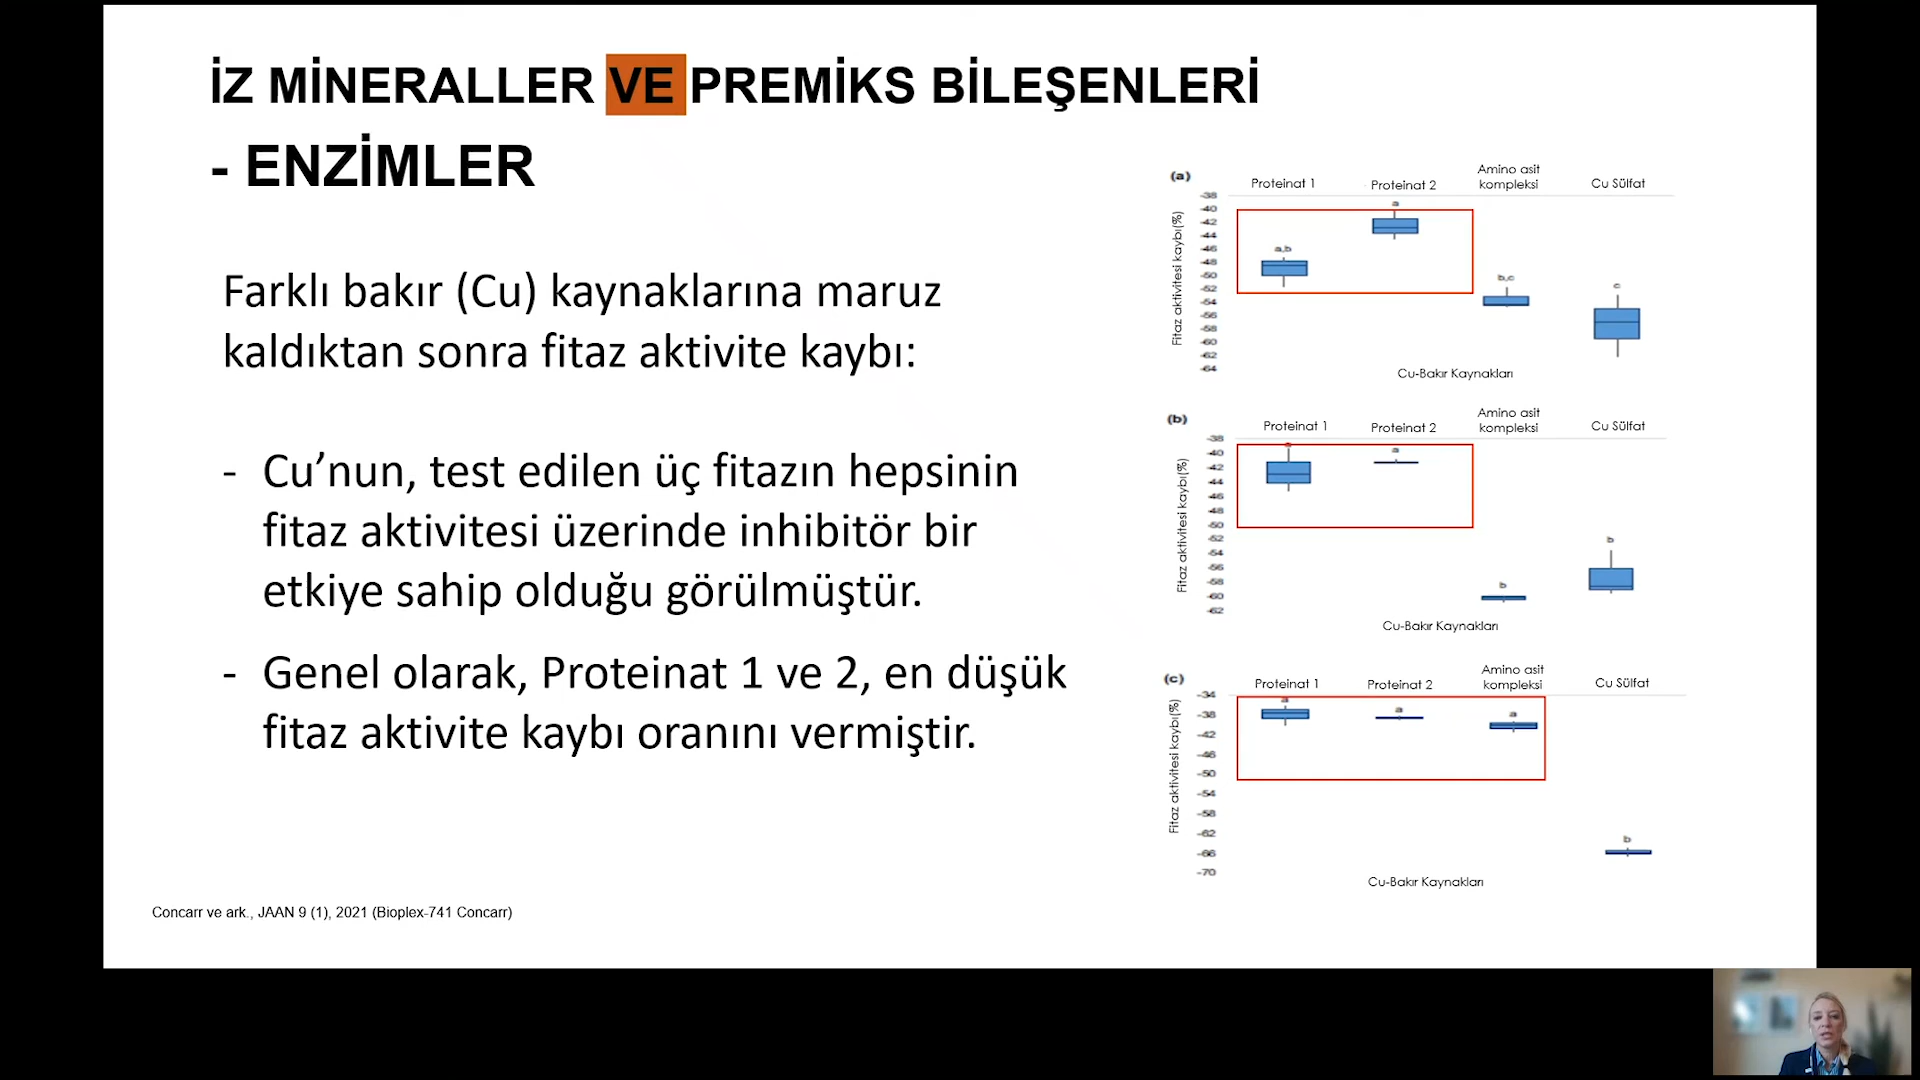 İZ MİNERALLER VE PREMİKS BİLEŞENLERİ
- ENZİMLER
Farklı bakır (Cu) kaynaklarına maruz
kaldıktan sonra fitaz aktivite kaybı:
- Cu’nun, test edilen üç fitazın hepsinin
fitaz aktivitesi üzerinde inhibitör bir
etkiye sahip olduğu görülmüştür.
- Genel olarak, Proteinat 1 ve 2, en düşük
fitaz aktivite kaybı oranını vermiştir.
Concarr ve ark., JAAN 9 (1), 2021 (Bioplex-741 Concarr)
(a)
Proteinat 1
Proteinat 2
Amino asit
kompleksi
Cu Sülfat
Fitaz aktivitesi kaybı(%)
-38
-40
-42
-44
-46
-48
-50
-52
-54
-56
-58
-60
-62
-64
a,b
a
b,c
c
Cu-Bakır Kaynakları
(b)
Proteinat 1
Proteinat 2
Amino asit
kompleksi
Cu Sülfat
Fitaz aktivitesi kaybı(%)
-38
-40
-42
-44
-46
-48
-50
-52
-54
-56
-58
-60
-62
a
a
b
b
Cu-Bakır Kaynakları
(c)
Proteinat 1
Proteinat 2
Amino asit
kompleksi
Cu Sülfat
Fitaz aktivitesi kaybı(%)
-34
-38
-42
-46
-50
-54
-58
-62
-66
-70
a
a
a
b
Cu-Bakır Kaynakları